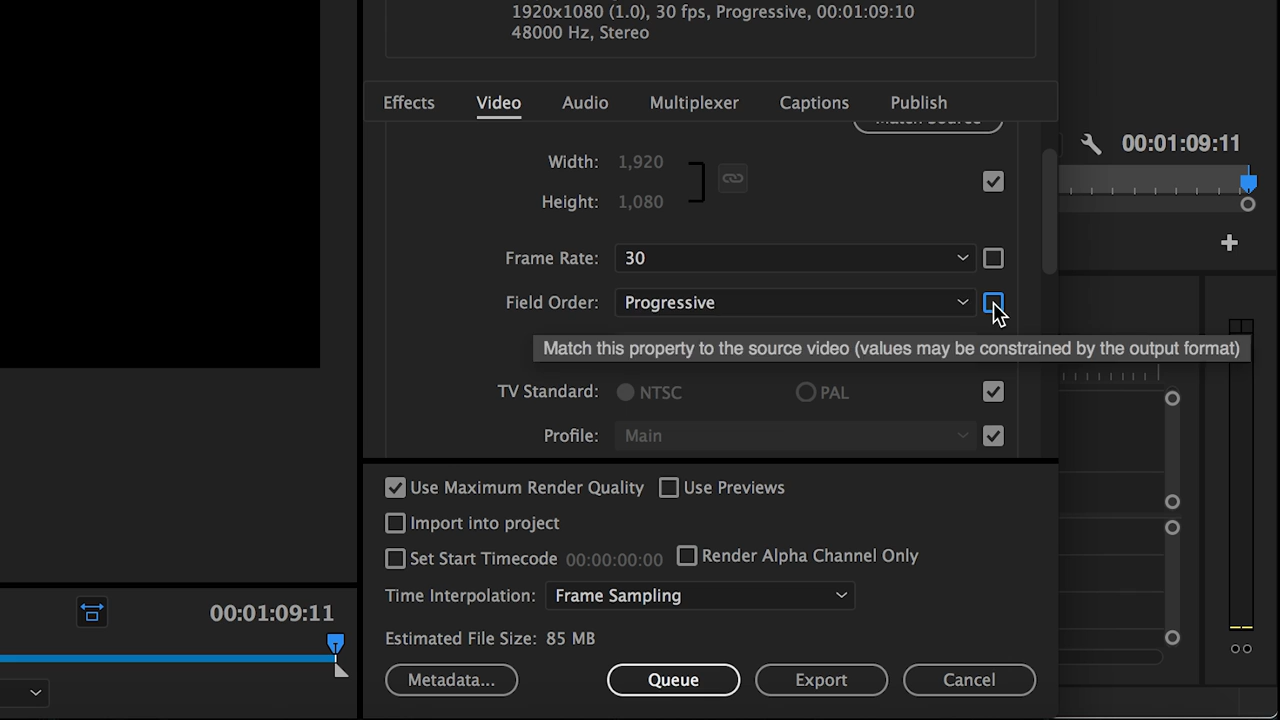 1920x1080 (1.0), 30 fps, Progressive, 00:01:09:10
48000 Hz, Stereo
Effects Video Audio Multiplexer Captions Publish
Match Source
00:01:09:11
Width: 1,920
Height: 1,080
Frame Rate: 30
Field Order: Progressive
Match this property to the source video (values may be constrained by the output format)
TV Standard: NTSC PAL
Profile: Main
Use Maximum Render Quality Use Previews
Import into project
Set Start Timecode 00:00:00:00 Render Alpha Channel Only
Time Interpolation: Frame Sampling
00:01:09:11
Estimated File Size: 85 MB
Metadata... Queue Export Cancel